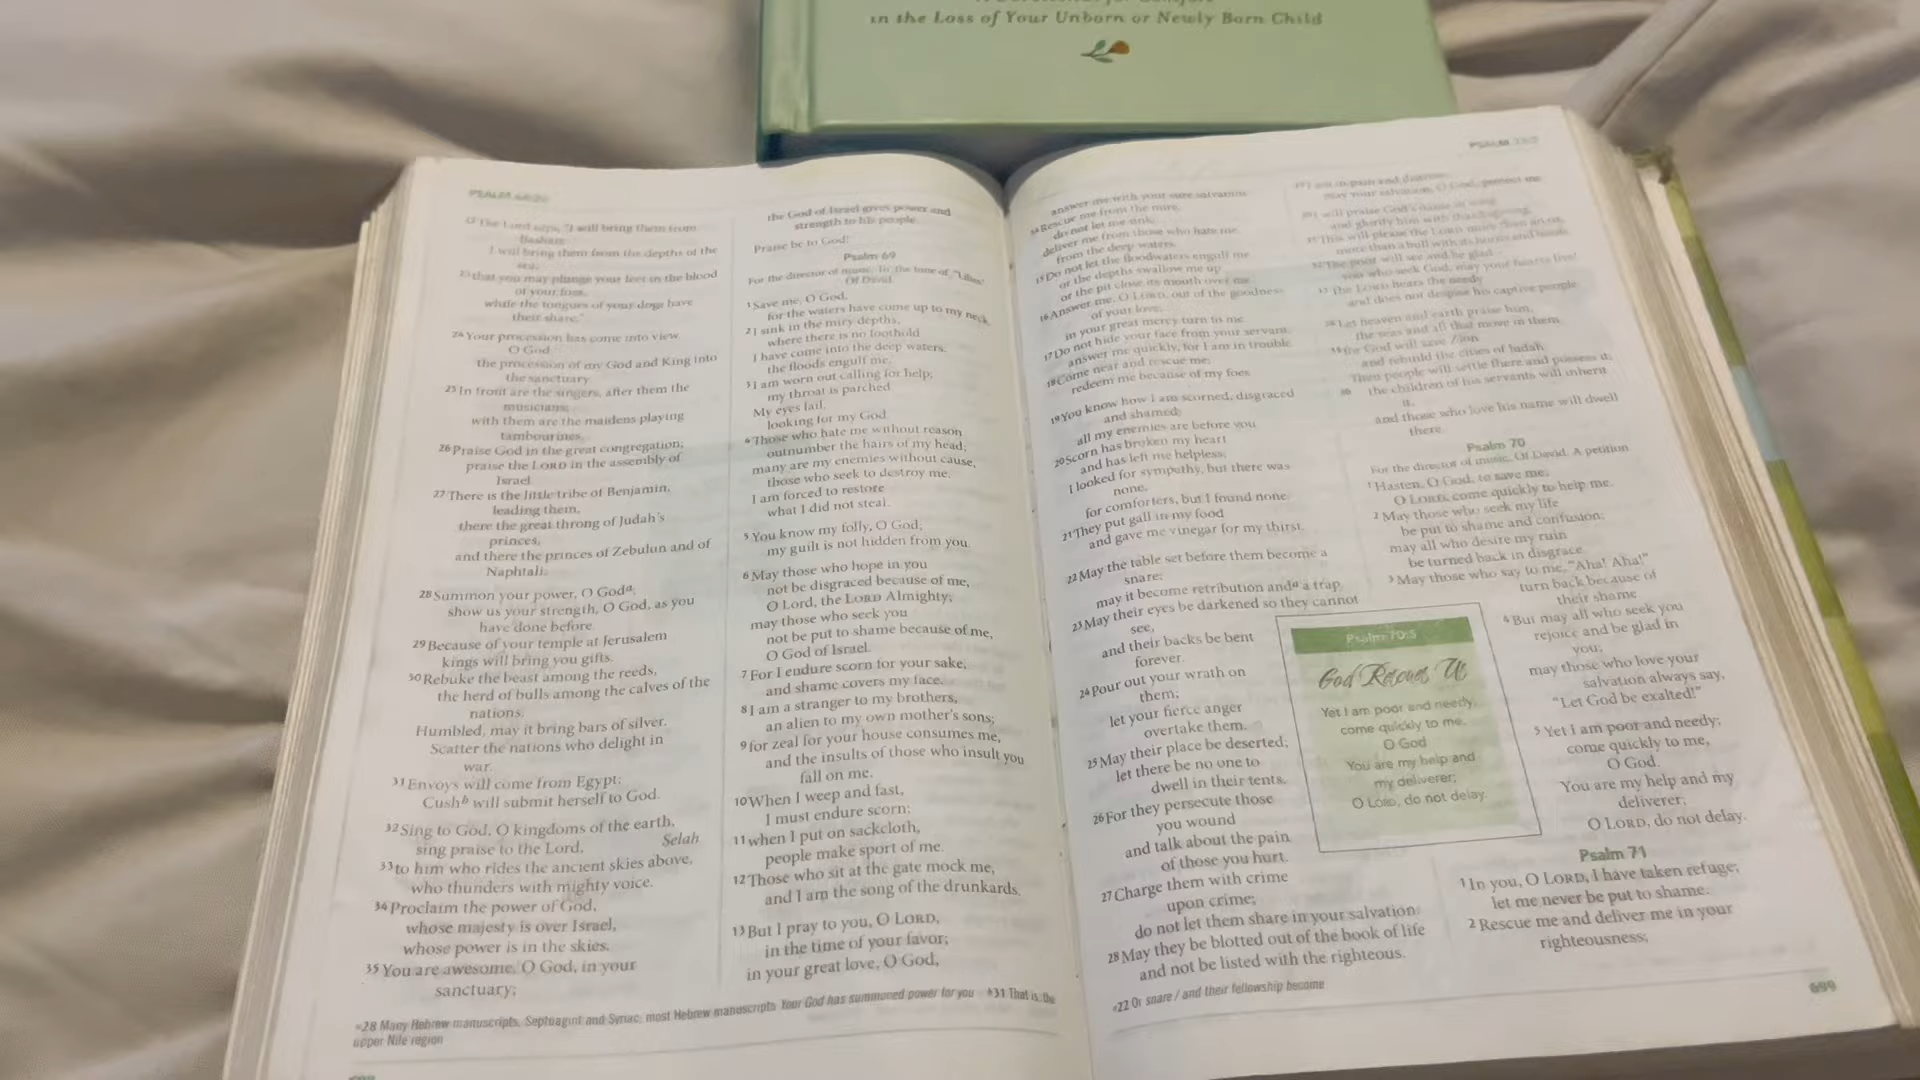 in the Loss of Your Unborn or Newly Born Child
PSALM
22 The Lord says, "I will bring them from
Bashan;
I will bring them from the depths of the
sea,
23 that you may plunge your feet in the blood
of your foes,
while the tongues of your dogs have
their share."
24 Your procession has come into view,
O God,
the procession of my God and King into
the sanctuary.
25 In front are the singers, after them the
musicians;
with them are the maidens playing
tambourines.
26 Praise God in the great congregation;
praise the LORD in the assembly of
Israel.
27 There is the little tribe of Benjamin,
leading them,
there the great throng of Judah's
princes,
and there the princes of Zebulun and of
Naphtali.
28 Summon your power, O God a;
show us your strength, O God, as you
have done before.
29 Because of your temple at Jerusalem
kings will bring you gifts.
30 Rebuke the beast among the reeds,
the herd of bulls among the calves of the
nations.
Humbled, may it bring bars of silver.
Scatter the nations who delight in
war.
31 Envoys will come from Egypt;
Cush b will submit herself to God.
32 Sing to God, O kingdoms of the earth,
sing praise to the Lord, Selah
33 to him who rides the ancient skies above,
who thunders with mighty voice.
34 Proclaim the power of God,
whose majesty is over Israel,
whose power is in the skies.
35 You are awesome, O God, in your
sanctuary;
the God of Israel gives power and
strength to his people.
Praise be to God!
Psalm 69
For the director of music. To the tune of "Lilies."
Of David.
1 Save me, O God,
for the waters have come up to my neck.
2 I sink in the miry depths,
where there is no foothold.
I have come into the deep waters;
the floods engulf me.
3 I am worn out calling for help;
my throat is parched.
My eyes fail,
looking for my God.
4 Those who hate me without reason
outnumber the hairs of my head;
many are my enemies without cause,
those who seek to destroy me.
I am forced to restore
what I did not steal.
5 You know my folly, O God;
my guilt is not hidden from you.
6 May those who hope in you
not be disgraced because of me,
O Lord, the LORD Almighty;
may those who seek you
not be put to shame because of me,
O God of Israel.
7 For I endure scorn for your sake,
and shame covers my face.
8 I am a stranger to my brothers,
an alien to my own mother's sons;
9 for zeal for your house consumes me,
and the insults of those who insult you
fall on me.
10 When I weep and fast,
I must endure scorn;
11 when I put on sackcloth,
people make sport of me.
12 Those who sit at the gate mock me,
and I am the song of the drunkards.
13 But I pray to you, O LORD,
in the time of your favor;
in your great love, O God,
a28 Many Hebrew manuscripts, Septuagint and Syriac; most Hebrew manuscripts Your God has summoned power for you b31 That is, the
upper Nile region
PSALM
answer me with your sure salvation.
14 Rescue me from the mire,
do not let me sink;
deliver me from those who hate me,
from the deep waters.
15 Do not let the floodwaters engulf me
or the depths swallow me up
or the pit close its mouth over me.
16 Answer me, O LORD, out of the goodness
of your love;
in your great mercy turn to me.
17 Do not hide your face from your servant;
answer me quickly, for I am in trouble.
18 Come near and rescue me;
redeem me because of my foes.
19 You know how I am scorned, disgraced
and shamed;
all my enemies are before you.
20 Scorn has broken my heart
and has left me helpless;
I looked for sympathy, but there was
none,
for comforters, but I found none.
21 They put gall in my food
and gave me vinegar for my thirst.
22 May the table set before them become a
snare;
may it become retribution and a a trap.
23 May their eyes be darkened so they cannot
see,
and their backs be bent
forever.
24 Pour out your wrath on
them;
let your fierce anger
overtake them.
25 May their place be deserted;
let there be no one to
dwell in their tents.
26 For they persecute those
you wound
and talk about the pain
of those you hurt.
27 Charge them with crime
upon crime;
do not let them share in your salvation.
28 May they be blotted out of the book of life
and not be listed with the righteous.
29 I am in pain and distress;
may your salvation, O God, protect me.
30 I will praise God's name in song
and glorify him with thanksgiving.
31 This will please the LORD more than an ox,
more than a bull with its horns and hoofs.
32 The poor will see and be glad—
you who seek God, may your hearts live!
33 The LORD hears the needy
and does not despise his captive people.
34 Let heaven and earth praise him,
the seas and all that move in them,
35 for God will save Zion
and rebuild the cities of Judah.
Then people will settle there and possess it;
36 the children of his servants will inherit
it,
and those who love his name will dwell
there.
Psalm 70
For the director of music. Of David. A petition
1 Hasten, O God, to save me;
O LORD, come quickly to help me.
2 May those who seek my life
be put to shame and confusion;
may all who desire my ruin
be turned back in disgrace.
3 May those who say to me, "Aha! Aha!"
turn back because of
their shame.
4 But may all who seek you
rejoice and be glad in
you;
may those who love your
salvation always say,
"Let God be exalted!"
5 Yet I am poor and needy;
come quickly to me,
O God.
You are my help and my
deliverer;
O LORD, do not delay.
Psalm 70:5
God Rescues Us
Yet I am poor and needy;
come quickly to me,
O God.
You are my help and
my deliverer;
O LORD, do not delay.
Psalm 71
1 In you, O LORD, I have taken refuge;
let me never be put to shame.
2 Rescue me and deliver me in your
righteousness;
a22 Or snare / and their fellowship become
699